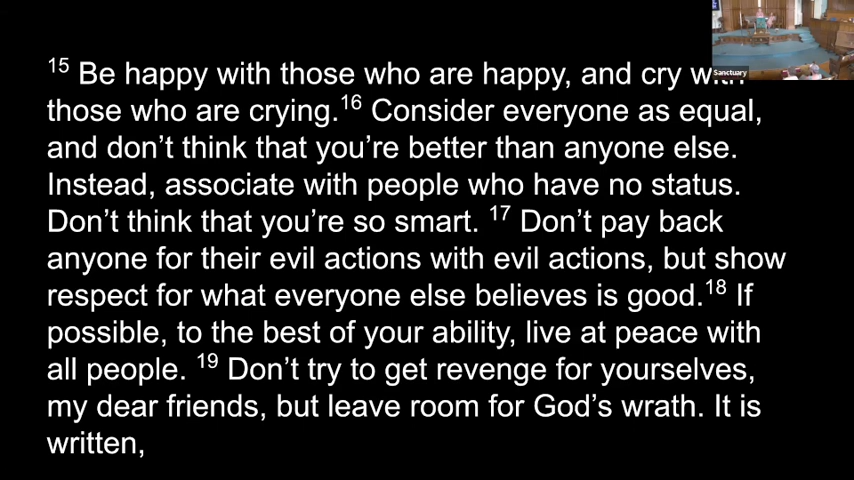 15 Be happy with those who are happy, and cry with
those who are crying.16 Consider everyone as equal,
and don’t think that you’re better than anyone else.
Instead, associate with people who have no status.
Don’t think that you’re so smart. 17 Don’t pay back
anyone for their evil actions with evil actions, but show
respect for what everyone else believes is good.18 If
possible, to the best of your ability, live at peace with
all people. 19 Don’t try to get revenge for yourselves,
my dear friends, but leave room for God’s wrath. It is
written,
Sanctuary